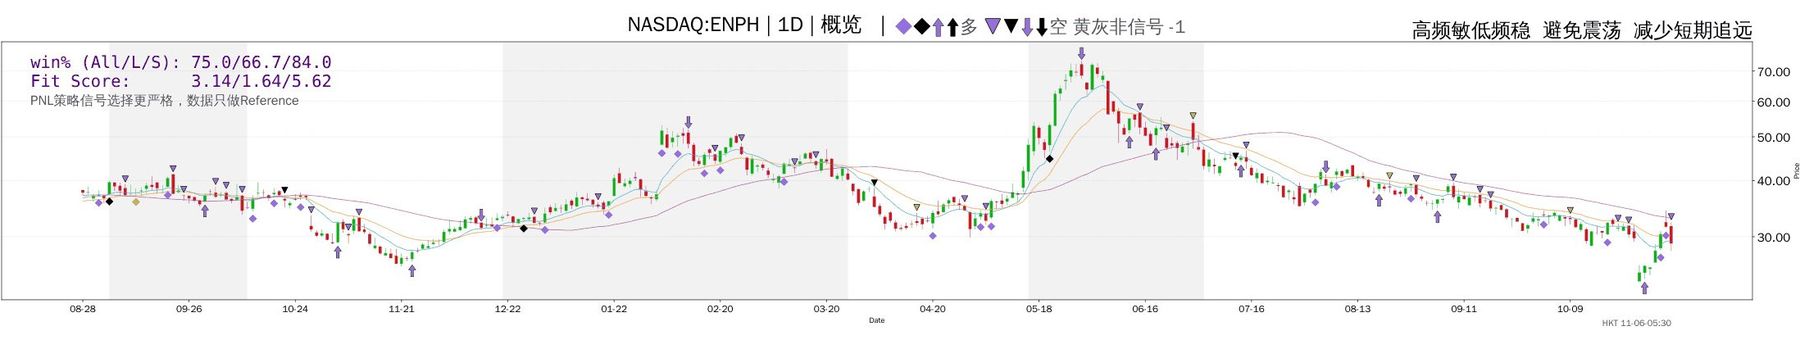 NASDAQ:ENPH | 1D | 概览 | 多 空 黄灰非信号 -1
高频敏低频稳 避免震荡 减少短期追远
win% (All/L/S): 75.0/66.7/84.0
Fit Score: 3.14/1.64/5.62
PNL策略信号选择更严格，数据只做Reference
70.00
60.00
50.00
40.00
30.00
Price
08-28 09-26 10-24 11-21 12-22 01-22 02-20 03-20 04-20 05-18 06-16 07-16 08-13 09-11 10-09
Date
HKT 11-06-05:30